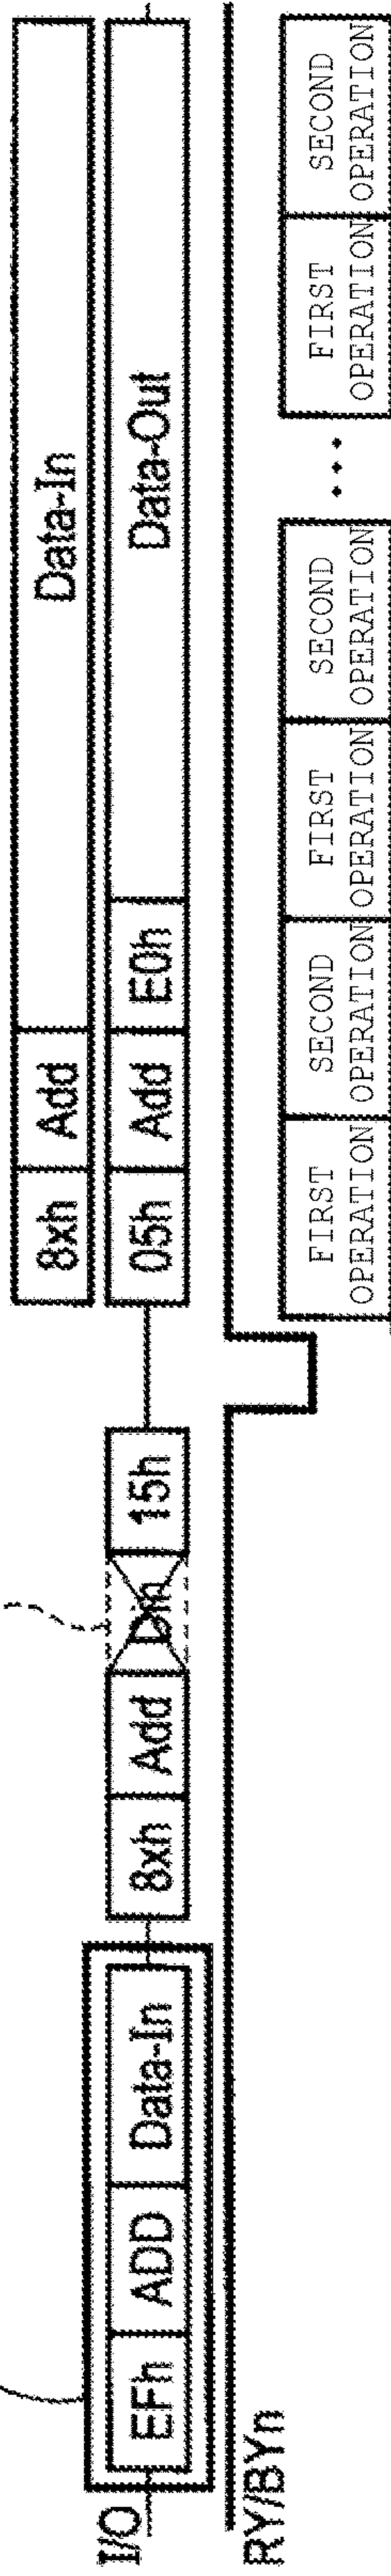 8xh Add Data-In
I/O EFh ADD Data-In 8xh Add 15h 05h Add E0h Data-Out
RY/BYn
FIRST SECOND FIRST SECOND ••• FIRST SECOND
OPERATION OPERATION OPERATION OPERATION OPERATION OPERATION